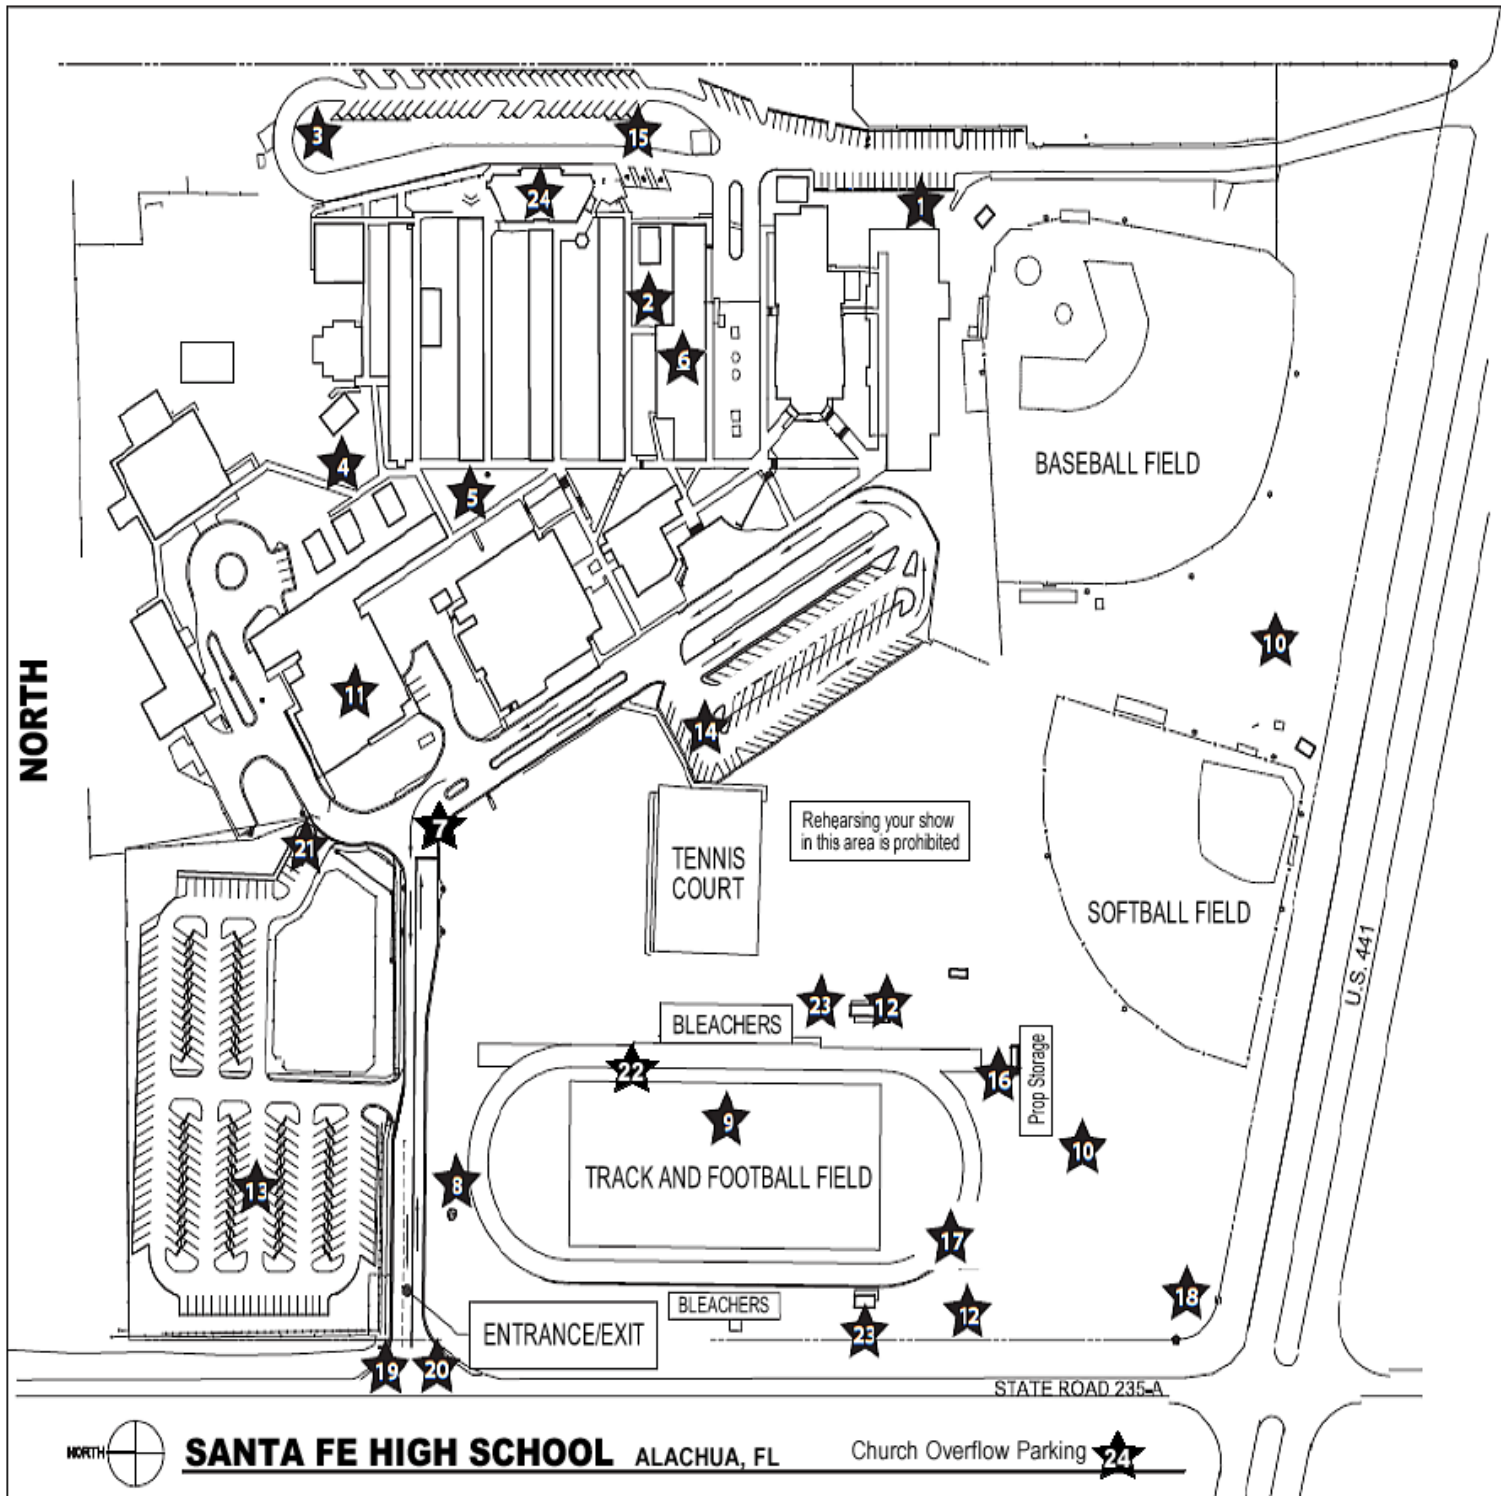 3
15
24
1
2
6
BASEBALL FIELD
4
5
10
NORTH
11
14
7
Rehearsing your show
in this area is prohibited
21
TENNIS
COURT
SOFTBALL FIELD
U.S. 441
23
12
BLEACHERS
22
16
Prop Storage
9
10
TRACK AND FOOTBALL FIELD
8
13
17
18
BLEACHERS
12
23
ENTRANCE/EXIT
19
20
STATE ROAD 235-A
NORTH
SANTA FE HIGH SCHOOL ALACHUA, FL
Church Overflow Parking 24